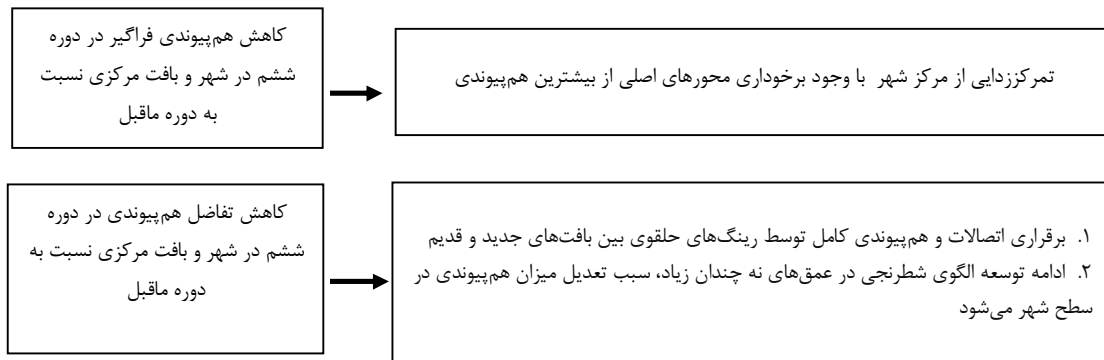 کاهش هم‌پیوندی فراگیر در دوره
ششم در شهر و بافت مرکزی نسبت
به دوره ماقبل
تمرکززدایی از مرکز شهر با وجود برخوداری محورهای اصلی از بیشترین هم‌پیوندی
کاهش تفاضل هم‌پیوندی در دوره
ششم در شهر و بافت مرکزی نسبت به
دوره ماقبل
۱. برقراری اتصالات و هم‌پیوندی کامل توسط رینگ‌های حلقوی بین بافت‌های جدید و قدیم
۲. ادامه توسعه الگوی شطرنجی در عمق‌های نه چندان زیاد، سبب تعدیل میزان هم‌پیوندی در
سطح شهر می‌شود